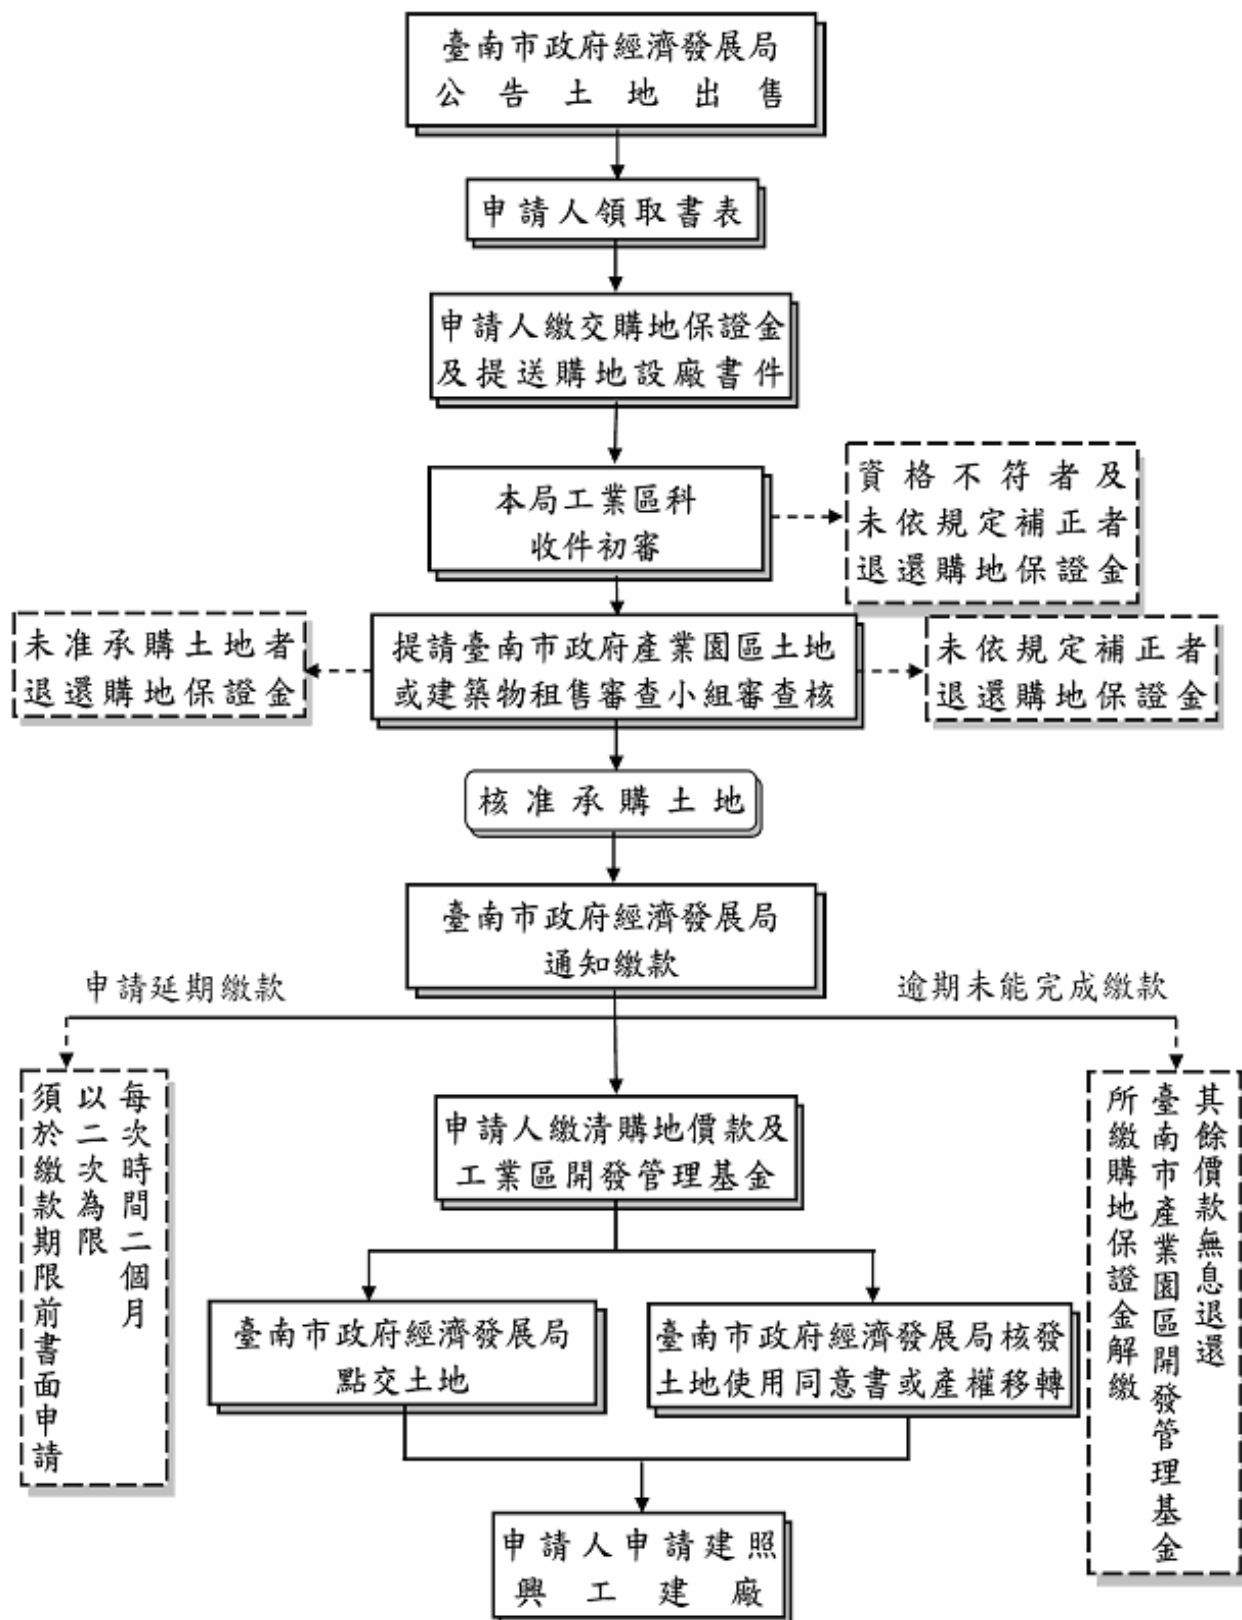 臺南市政府經濟發展局
公告土地出售
申請人領取書表
申請人繳交購地保證金
及提送購地設廠書件
本局工業區科
收件初審
資格不符者及
未依規定補正者
退還購地保證金
未准承購土地者
退還購地保證金
提請臺南市政府產業園區土地
或建築物租售審查小組審查核
未依規定補正者
退還購地保證金
核准承購土地
臺南市政府經濟發展局
通知繳款
申請延期繳款
逾期未能完成繳款
每次時間二個月
以二次為限
須於繳款期限前書面申請
申請人繳清購地價款及
工業區開發管理基金
其餘價款無息退還
臺南市產業園區開發管理基金
所繳購地保證金解繳
臺南市政府經濟發展局
點交土地
臺南市政府經濟發展局核發
土地使用同意書或產權移轉
申請人申請建照
興工建廠